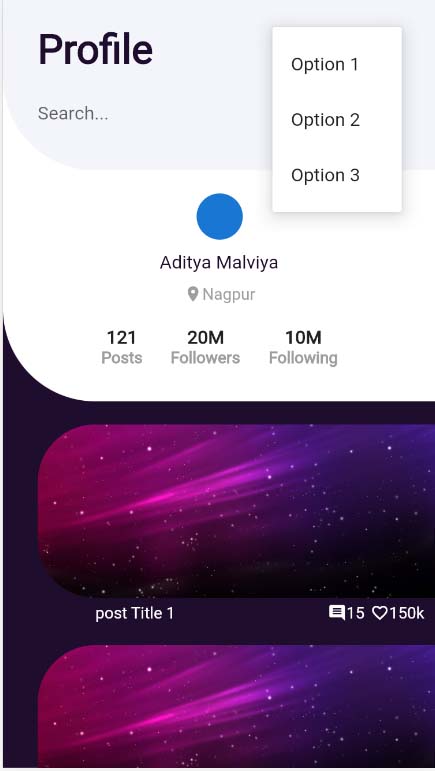 Profile
Search...
Option 1
Option 2
Option 3
Aditya Malviya
Nagpur
121 20M 10M
Posts Followers Following
post Title 1 15 150k